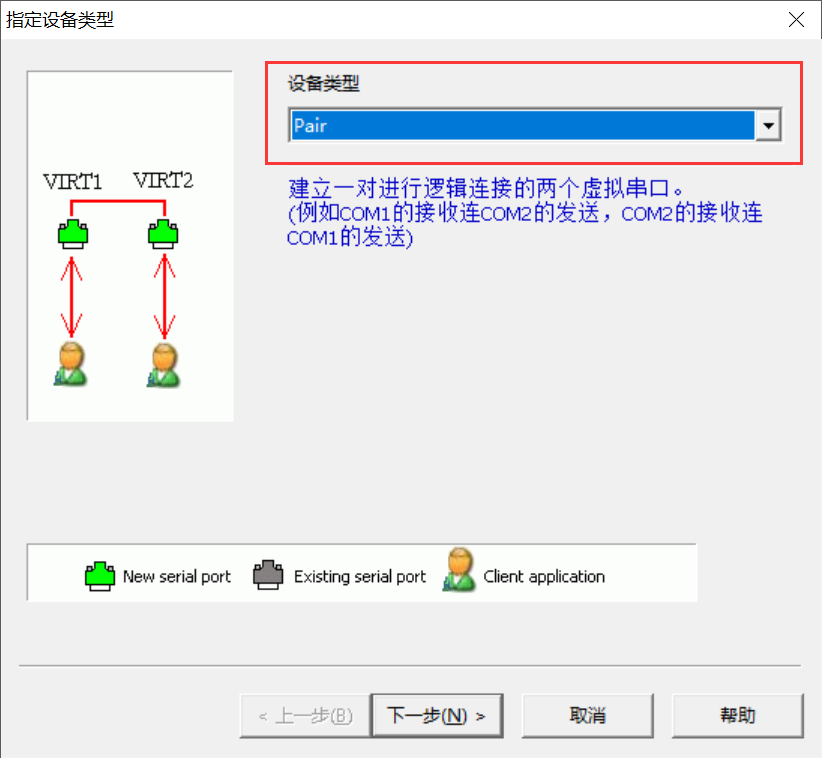 指定设备类型
设备类型
Pair
VIRT1 VIRT2
建立一对进行逻辑连接的两个虚拟串口。
(例如COM1的接收连COM2的发送，COM2的接收连
COM1的发送)
New serial port Existing serial port Client application
< 上一步(B) 下一步(N) > 取消 帮助